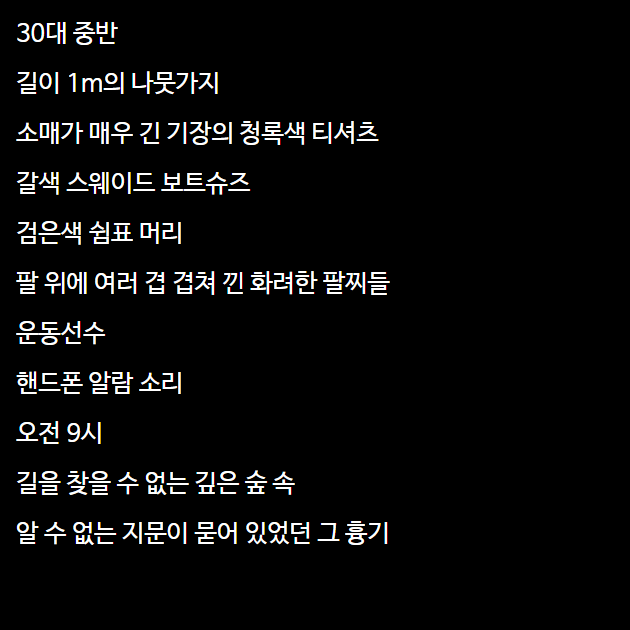 30대 중반
길이 1m의 나뭇가지
소매가 매우 긴 기장의 청록색 티셔츠
갈색 스웨이드 보트슈즈
검은색 쉼표 머리
팔 위에 여러 겹 겹쳐 낀 화려한 팔찌들
운동선수
핸드폰 알람 소리
오전 9시
길을 찾을 수 없는 깊은 숲 속
알 수 없는 지문이 묻어 있었던 그 흉기